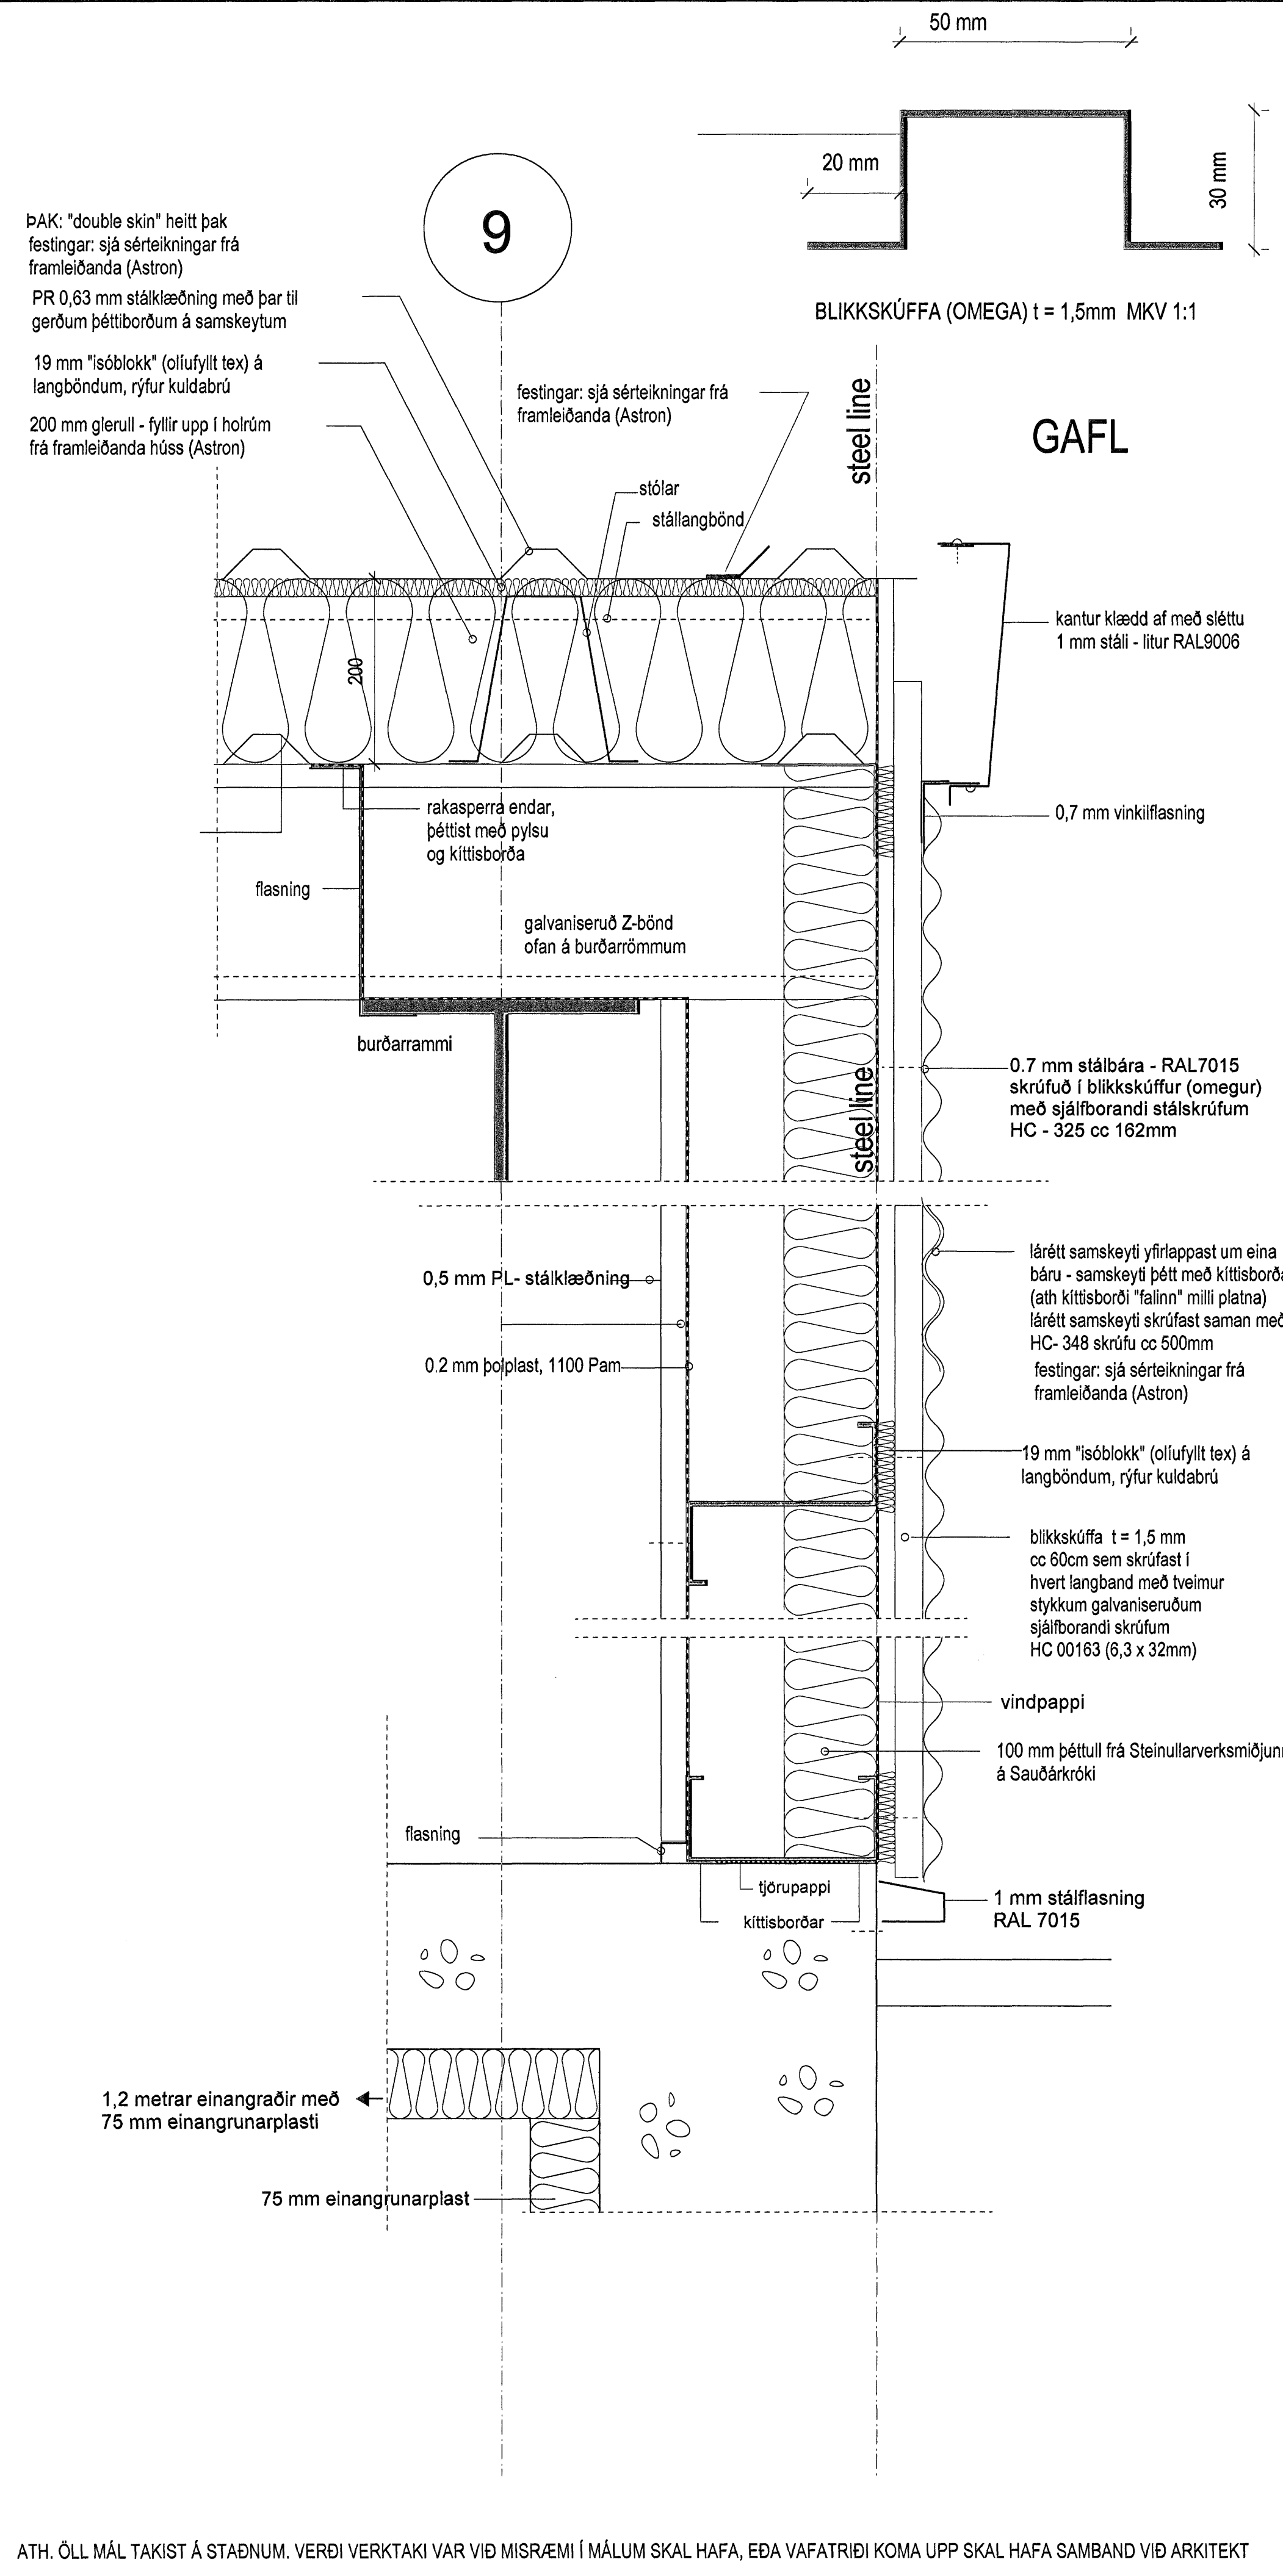 50 mm
20 mm
30 mm
BLIKKSKÚFFA (OMEGA) t = 1,5mm  MKV 1:1
9
ÞAK: "double skin" heitt þak
festingar: sjá sérteikningar frá
framleiðanda (Astron)
PR 0,63 mm stálklæðning með þar til
gerðum þéttiborðum á samskeytum
19 mm "isóblokk" (olíufyllt tex) á
langböndum, rýfur kuldabrú
200 mm glerull - fyllir upp í holrúm
frá framleiðanda húss (Astron)
festingar: sjá sérteikningar frá
framleiðanda (Astron)
steel line
GAFL
stólar
stállangbönd
kantur klædd af með sléttu
1 mm stáli - litur RAL9006
200
rakasperra endar,
þéttist með pylsu
og kíttisborða
0,7 mm vinkilflasning
flasning
galvaniseruð Z-bönd
ofan á burðarrömmum
burðarrammi
steel line
0.7 mm stálbára - RAL7015
skrúfuð í blikkskúffur (omegur)
með sjálfborandi stálskrúfum
HC - 325 cc 162mm
lárétt samskeyti yfirlappast um eina
báru - samskeyti þétt með
(ath kíttisborði "falinn" milli platna)
lárétt samskeyti skrúfast saman með
HC- 348 skrúfu cc 500mm
festingar: sjá sérteikningar frá
framleiðanda (Astron)
0,5 mm PL- stálklæðning
0.2 mm þolplast, 1100 Pam
19 mm "isóblokk" (olíufyllt tex) á
langböndum, rýfur kuldabrú
blikkskúffa  t = 1,5 mm
cc 60cm sem skrúfast í
hvert langband með tveimur
stykkum galvaniseruðum
sjálfborandi skrúfum
HC 00163 (6,3 x 32mm)
vindpappi
100 mm þéttull frá
á Sauðárkróki
flasning
tjörupappi
kíttisborðar
1 mm stálflasning
RAL 7015
1,2 metrar einangraðir með
75 mm einangrunarplasti
75 mm einangrunarplast
ATH. ÖLL MÁL TAKIST Á STAÐNUM. VERÐI VERKTAKI VAR VIÐ MISRÆMI Í MÁLUM SKAL HAFA, EÐA VAFATRIÐI KOMA UPP SKAL HAFA SAMBAND VIÐ ARKITEKT